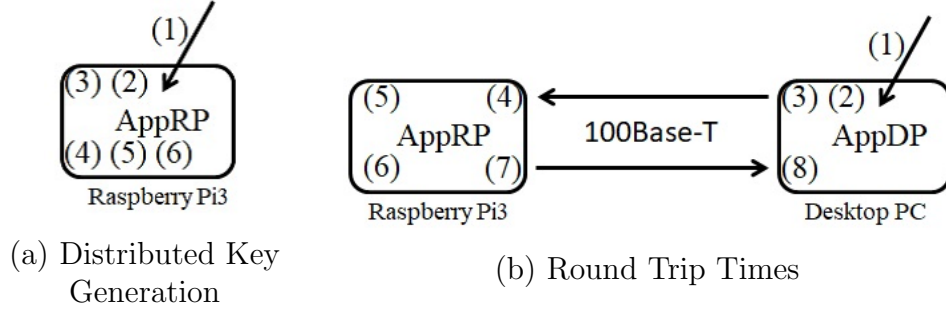 (1)
(3) (2)
AppRP
(4) (5) (6)
Raspberry Pi3
(a) Distributed Key
Generation
(1)
(5) (4)
AppRP
(6) (7)
Raspberry Pi3
100Base-T
(3) (2)
AppDP
(8)
Desktop PC
(b) Round Trip Times